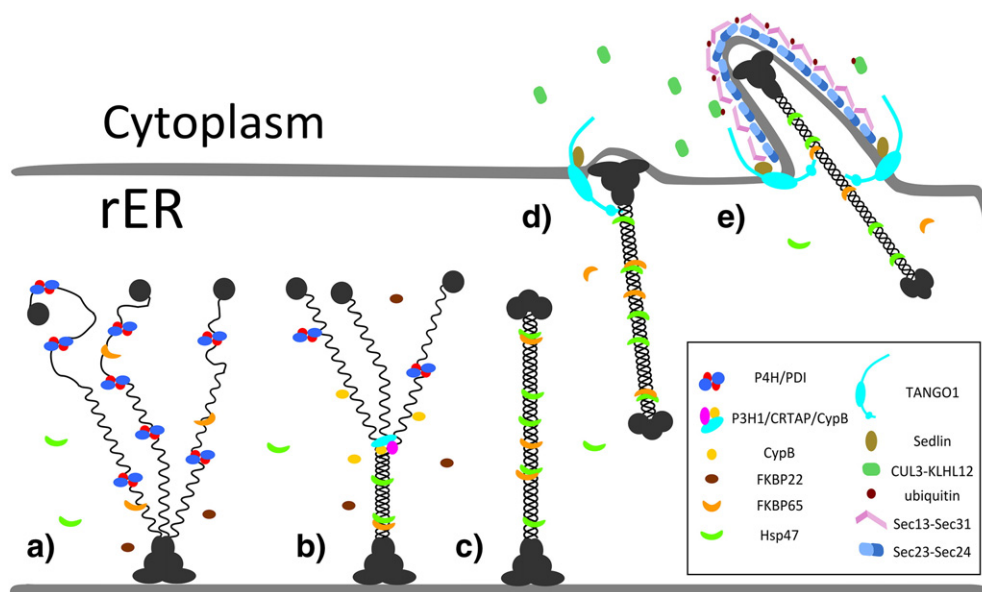 Cytoplasm
rER
a)
b)
c)
d)
e)
P4H/PDI
P3H1/CRTAP/CypB
CypB
FKBP22
FKBP65
Hsp47
TANGO1
Sedlin
CUL3-KLHL12
ubiquitin
Sec13-Sec31
Sec23-Sec24